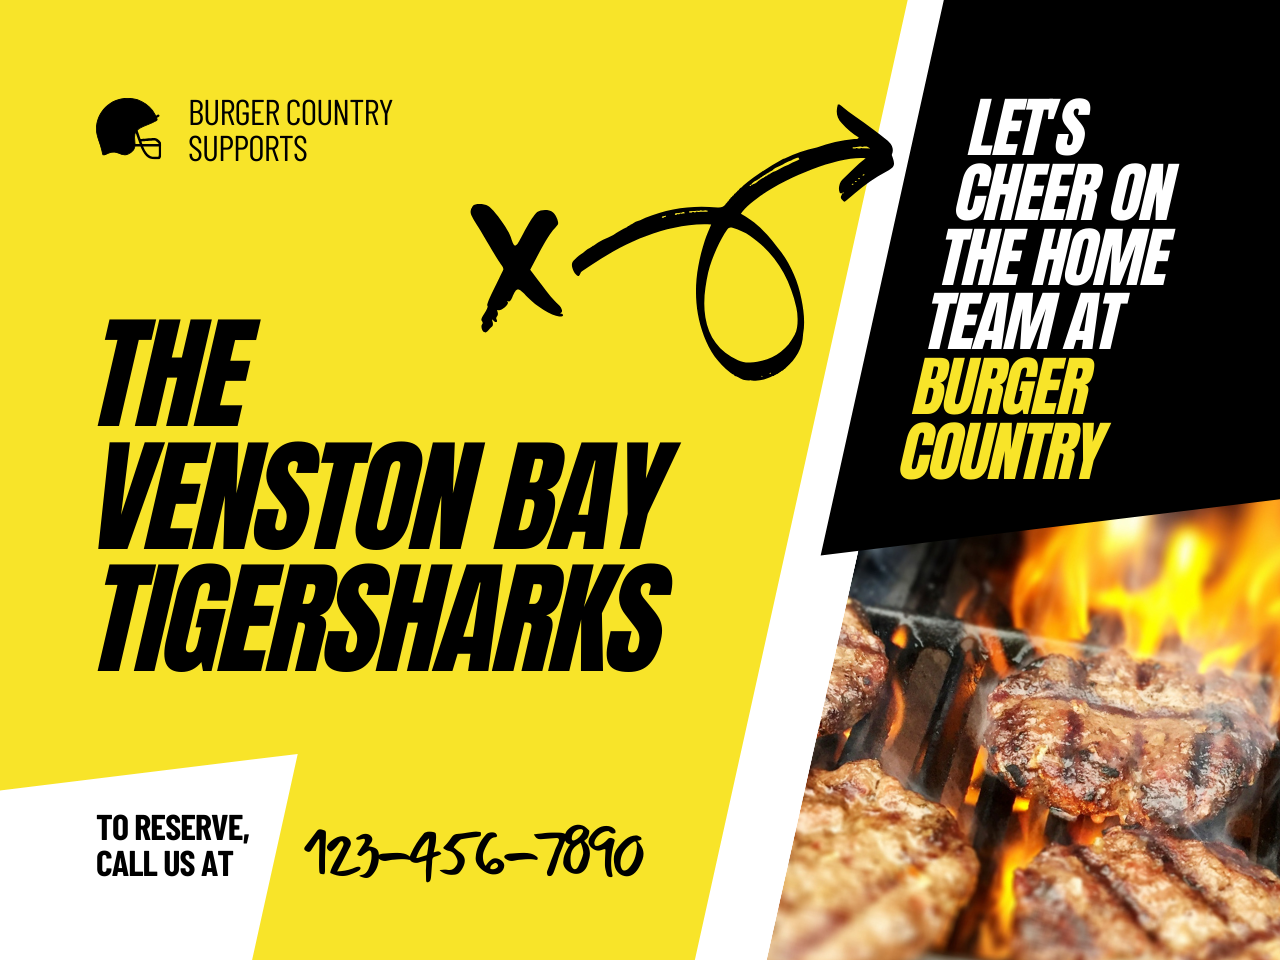 BURGER COUNTRY
SUPPORTS
THE
VENSTON BAY
TIGERSHARKS
TO RESERVE,
CALL US AT
123-456-7890
LET'S
CHEER ON
THE HOME
TEAM AT
BURGER
COUNTRY